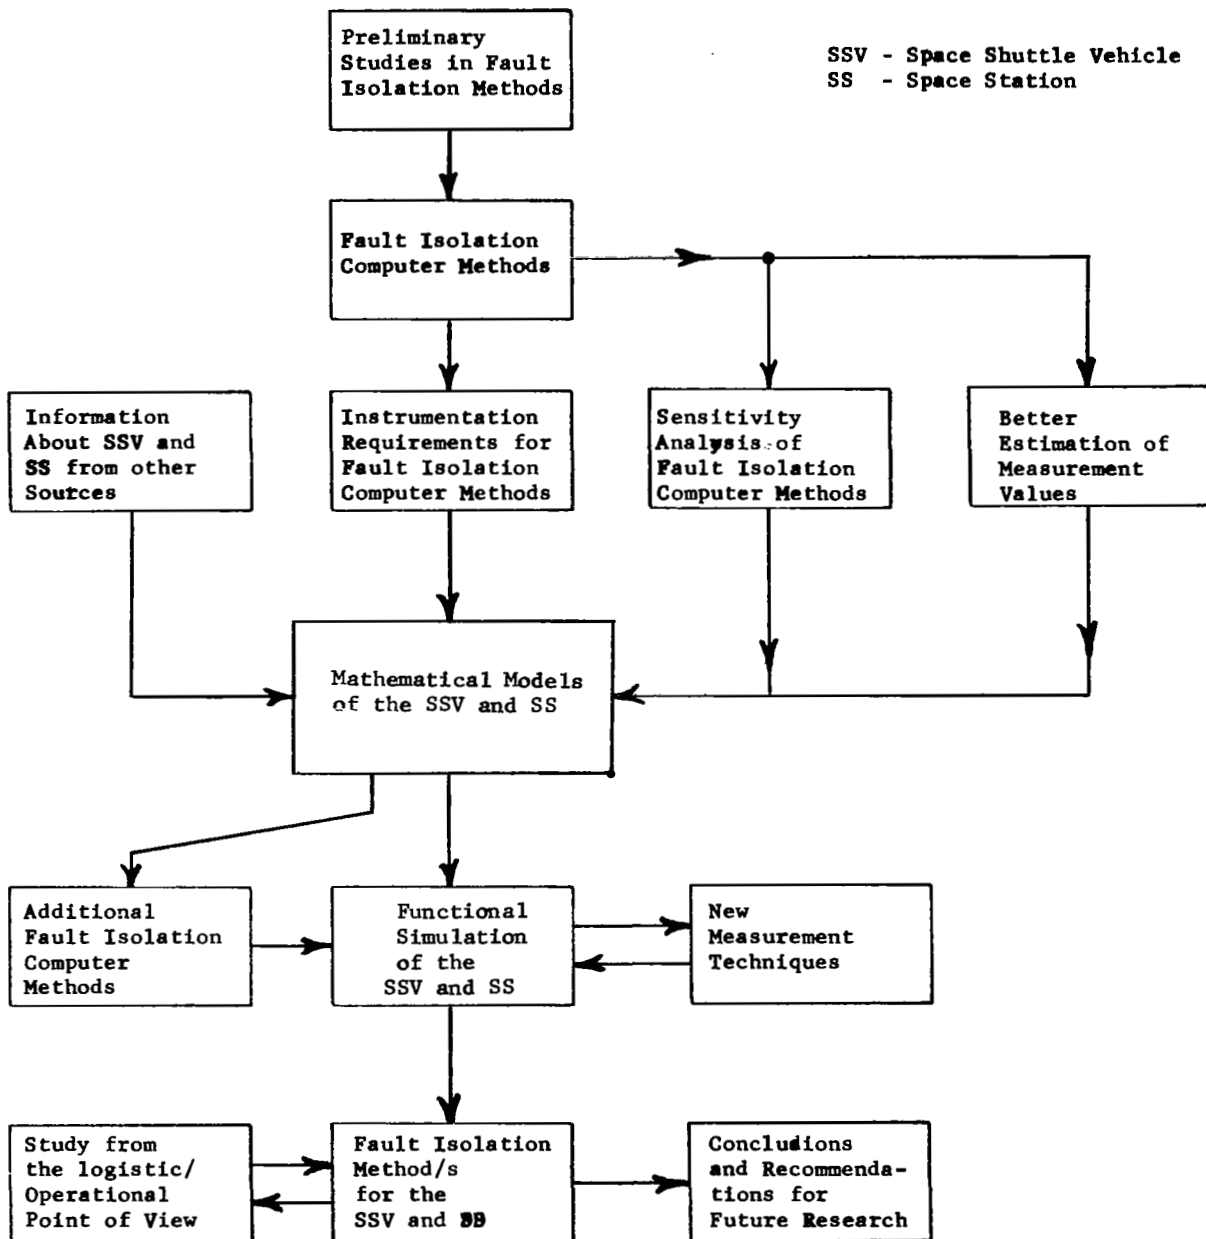 Preliminary
Studies in Fault
Isolation Methods
SSV - Space Shuttle Vehicle
SS - Space Station
Fault Isolation
Computer Methods
Information
About SSV and
SS from other
Sources
Instrumentation
Requirements for
Fault Isolation
Computer Methods
Sensitivity
Analysis of
Fault Isolation
Computer Methods
Better
Estimation of
Measurement
Values
Mathematical Models
of the SSV and SS
Additional
Fault Isolation
Computer
Methods
Functional
Simulation
of the
SSV and SS
New
Measurement
Techniques
Study from
the logistic/
Operational
Point of View
Fault Isolation
Method/s
for the
SSV and
Concludions
and Recommenda-
tions for
Future Research